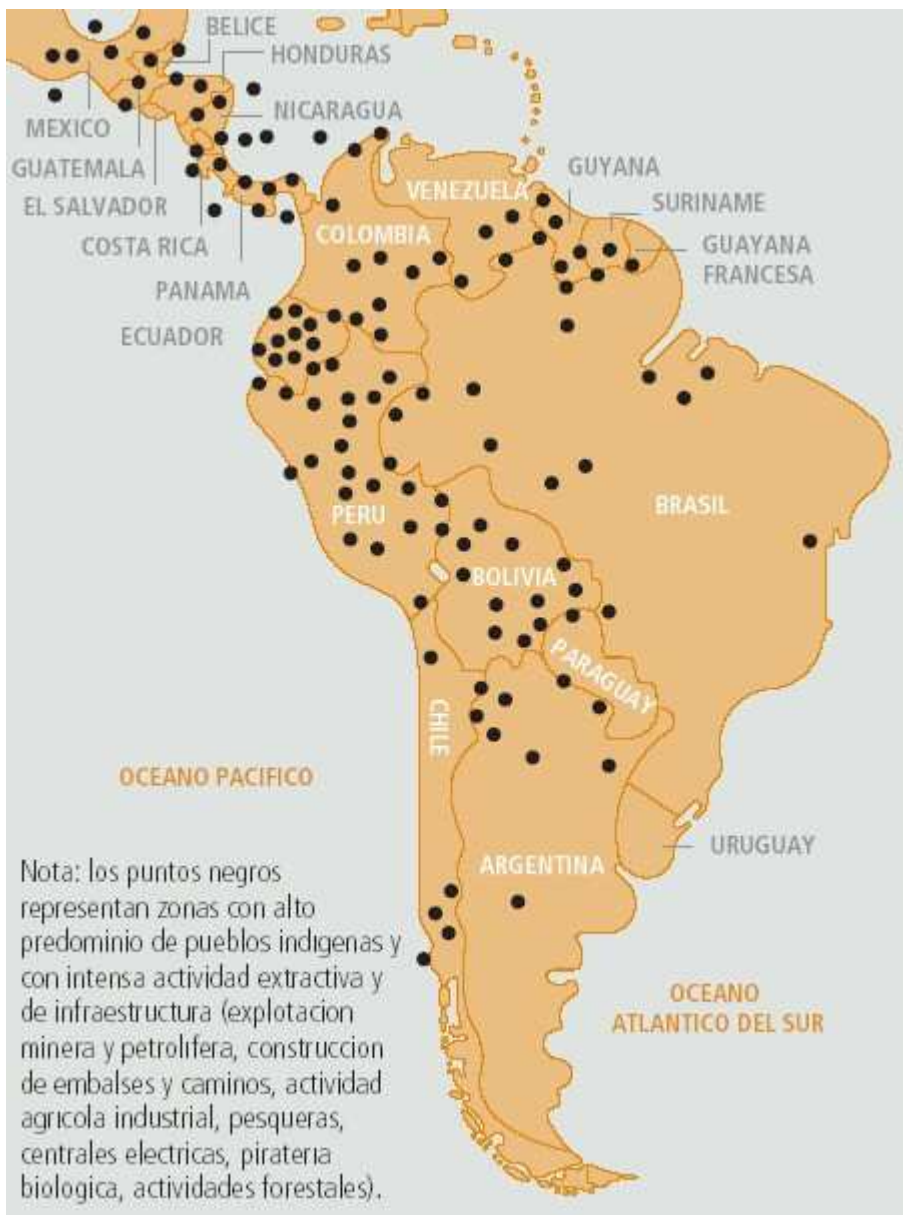 BELICE
HONDURAS
NICARAGUA
MEXICO
GUATEMALA
EL SALVADOR
COSTA RICA
PANAMA
VENEZUELA
GUYANA
SURINAME
GUAYANA
FRANCESA
COLOMBIA
ECUADOR
BRASIL
PERU
BOLIVIA
PARAGUAY
CHILE
OCEANO PACIFICO
URUGUAY
ARGENTINA
Nota: los puntos negros
representan zonas con alto
predominio de pueblos indigenas y
con intensa actividad extractiva y
de infraestructura (explotacion
minera y petrolifera, construccion
de embalses y caminos, actividad
agricola industrial, pesqueras,
centrales electricas, pirateria
biologica, actividades forestales).
OCEANO
ATLANTICO DEL SUR